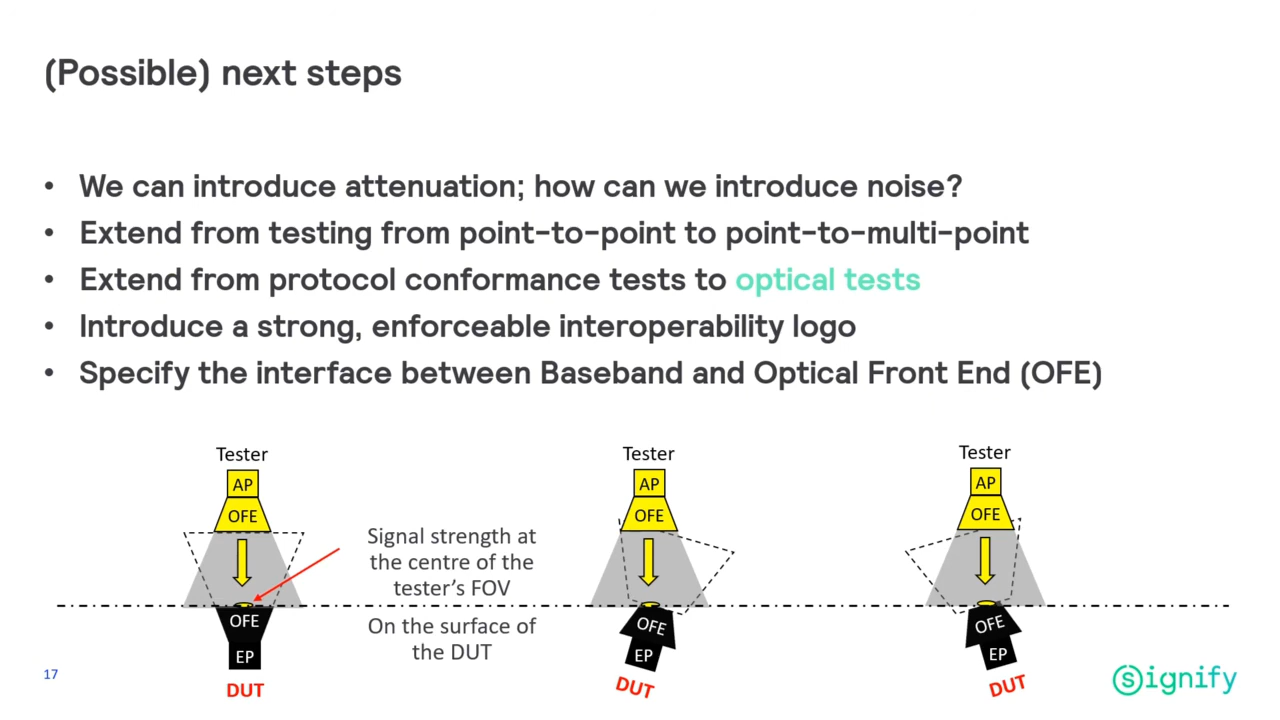 (Possible) next steps
• We can introduce attenuation; how can we introduce noise?
• Extend from testing from point-to-point to point-to-multi-point
• Extend from protocol conformance tests to optical tests
• Introduce a strong, enforceable interoperability logo
• Specify the interface between Baseband and Optical Front End (OFE)
Tester
AP
OFE
OFE
EP
DUT
Signal strength at
the centre of the
tester's FOV
On the surface of
the DUT
Tester
AP
OFE
OFE
EP
DUT
Tester
AP
OFE
OFE
EP
DUT
17
signify